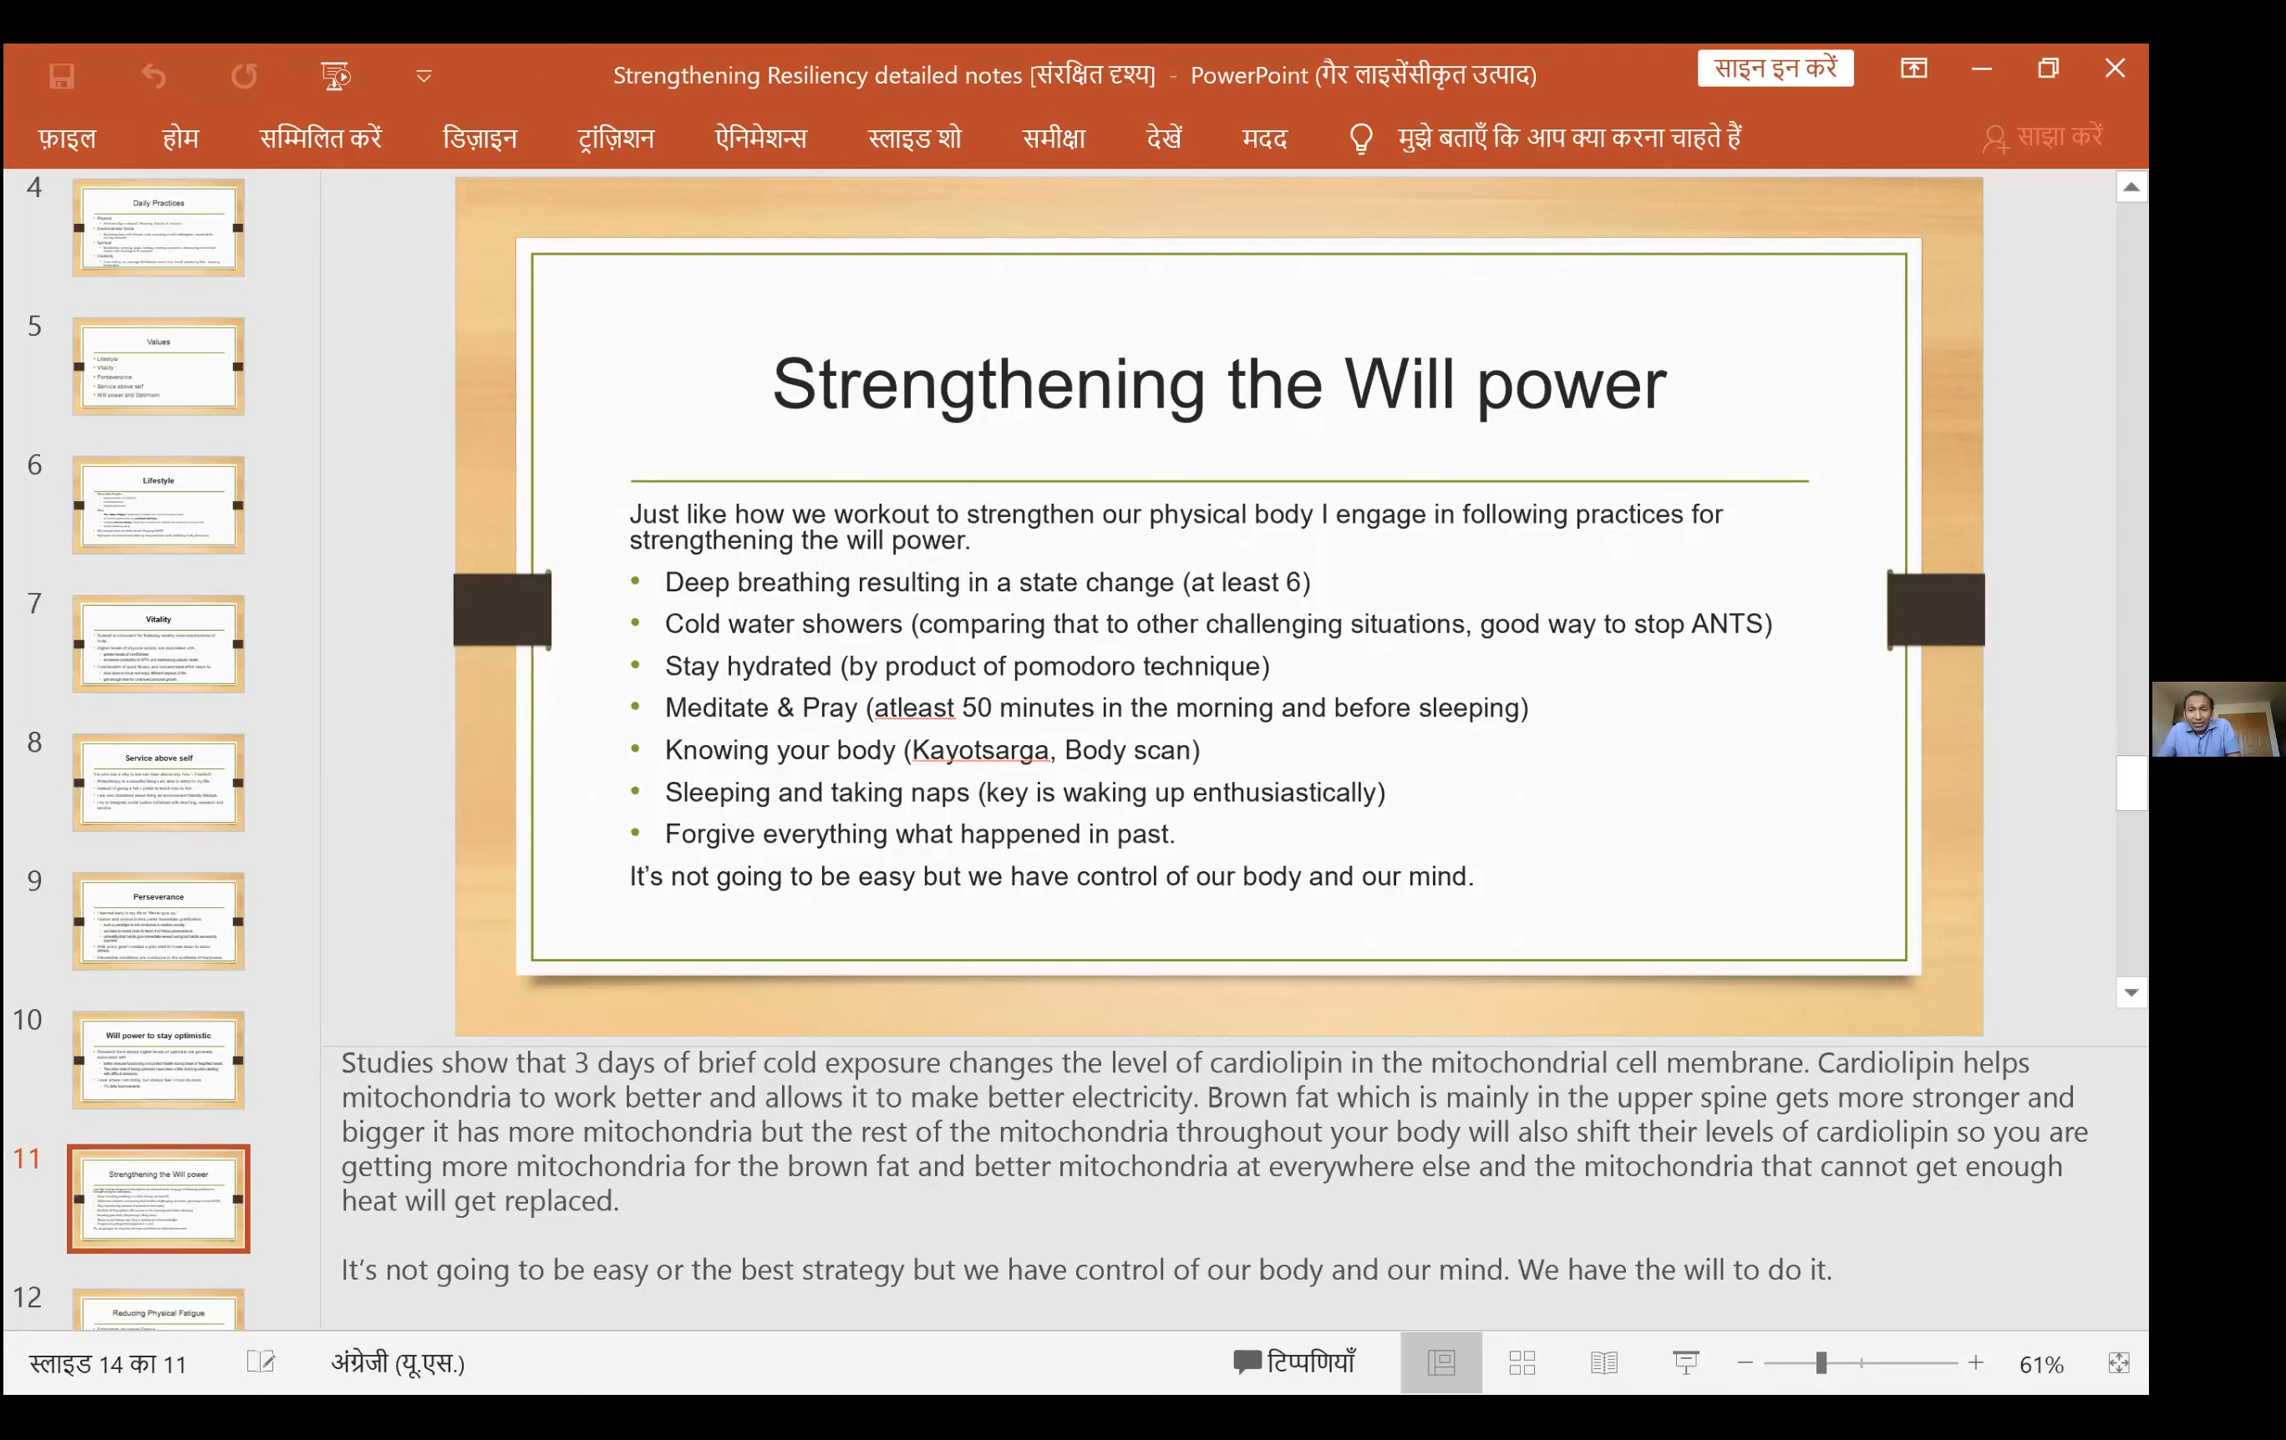 Strengthening Resiliency detailed notes [संरक्षित दृश्य] - PowerPoint (गैर लाइसेंसीकृत उत्पाद)
साइन इन करें
फ़ाइल होम सम्मिलित करें डिज़ाइन ट्रांज़िशन ऐनिमेशन्स स्लाइड शो समीक्षा देखें मदद मुझे बताएँ कि आप क्या करना चाहते हैं साझा करें
4
Daily Practices
5
Values
Lifestyle
Vitality
Perseverance
Service above self
Will power and Optimism
6
Lifestyle
7
Vitality
8
Service above self
9
Perseverance
10
Will power to stay optimistic
11
Strengthening the Will power
12
Reducing Physical Fatigue
Strengthening the Will power
Just like how we workout to strengthen our physical body I engage in following practices for
strengthening the will power.
• Deep breathing resulting in a state change (at least 6)
• Cold water showers (comparing that to other challenging situations, good way to stop ANTS)
• Stay hydrated (by product of pomodoro technique)
• Meditate & Pray (atleast 50 minutes in the morning and before sleeping)
• Knowing your body (Kayotsarga, Body scan)
• Sleeping and taking naps (key is waking up enthusiastically)
• Forgive everything what happened in past.
It's not going to be easy but we have control of our body and our mind.
Studies show that 3 days of brief cold exposure changes the level of cardiolipin in the mitochondrial cell membrane. Cardiolipin helps
mitochondria to work better and allows it to make better electricity. Brown fat which is mainly in the upper spine gets more stronger and
bigger it has more mitochondria but the rest of the mitochondria throughout your body will also shift their levels of cardiolipin so you are
getting more mitochondria for the brown fat and better mitochondria at everywhere else and the mitochondria that cannot get enough
heat will get replaced.
It's not going to be easy or the best strategy but we have control of our body and our mind. We have the will to do it.
स्लाइड 14 का 11 अंग्रेजी (यू.एस.) टिप्पणियाँ 61%